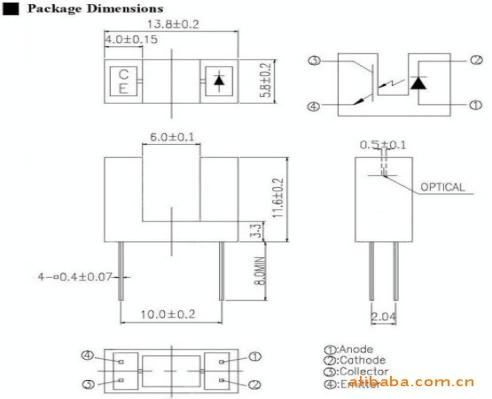 Package Dimensions
13.8±0.2
4.0±0.15
C
E
5.8±0.2
③
②
④
①
6.0±0.1
0.5±0.1
OPTICAL
11.6±0.2
3.3
4-□0.4±0.07
8.0MIN
10.0±0.2
2.04
④
①
③
②
①:Anode
②:Cathode
③:Collector
④:Emitter
alibaba.com.cn